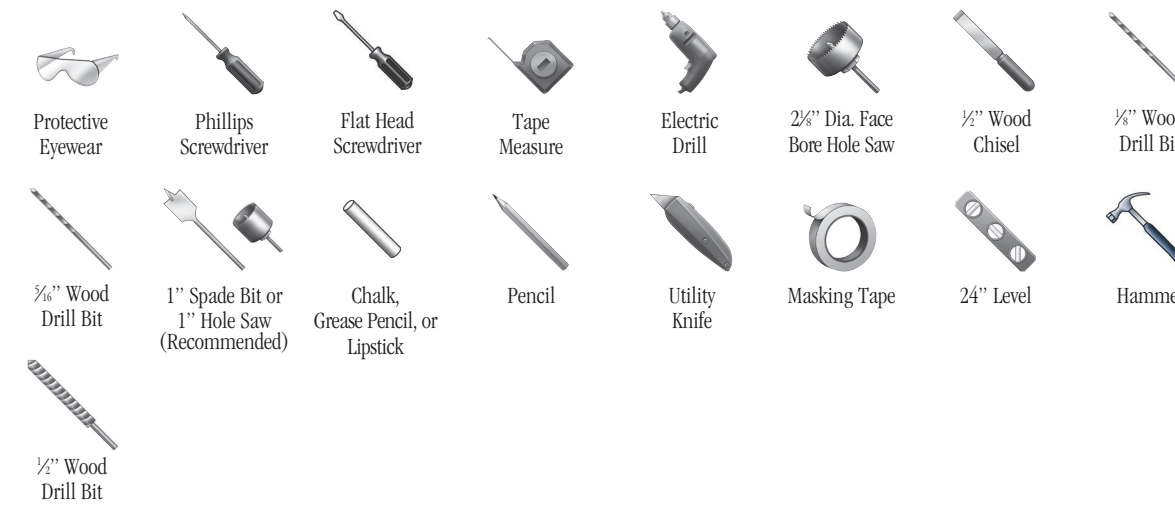 Protective
Eyewear
Phillips
Screwdriver
Flat Head
Screwdriver
Tape
Measure
Electric
Drill
2⅛’’ Dia. Face
Bore Hole Saw
½’’ Wood
Chisel
⅛’’ Woo
Drill Bi
5⁄16’’ Wood
Drill Bit
1’’ Spade Bit or
1’’ Hole Saw
(Recommended)
Chalk,
Grease Pencil, or
Lipstick
Pencil
Utility
Knife
Masking Tape
24’’ Level
Hamme
½’’ Wood
Drill Bit